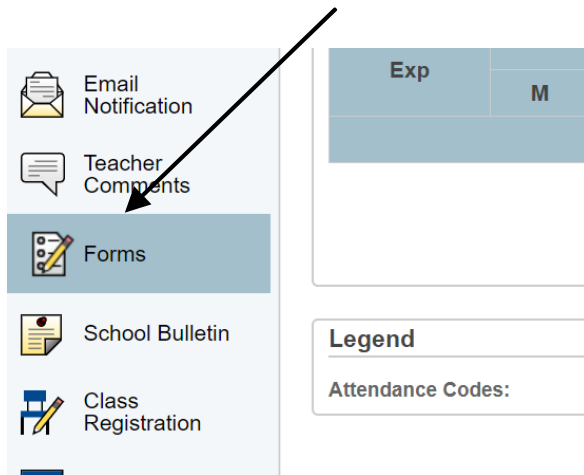 Email
Notification
Teacher
Comments
Forms
School Bulletin
Class
Registration
Exp
M
Legend
Attendance Codes: